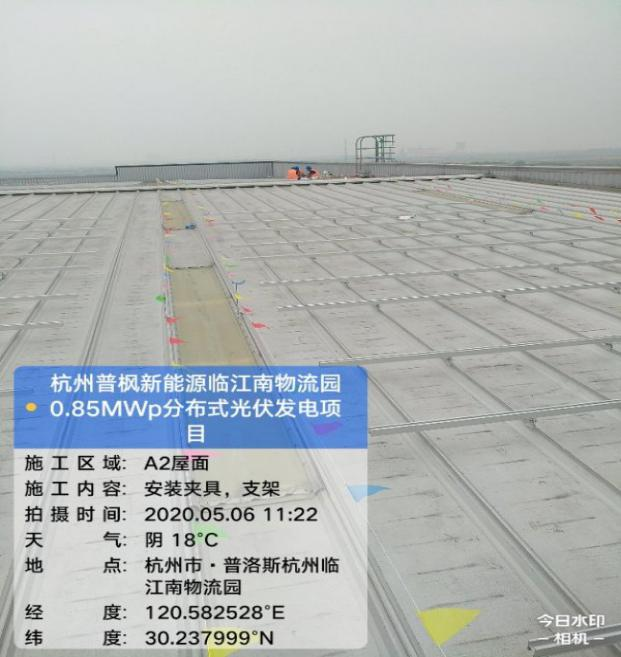 杭州普枫新能源临江南物流园
0.85MWp分布式光伏发电项
目
施工区域: A2屋面
施工内容: 安装夹具，支架
拍摄时间: 2020.05.06 11:22
天气: 阴 18°C
地点: 杭州市·普洛斯杭州临
江南物流园
经度: 120.582528°E
纬度: 30.237999°N
今日水印
—相机—